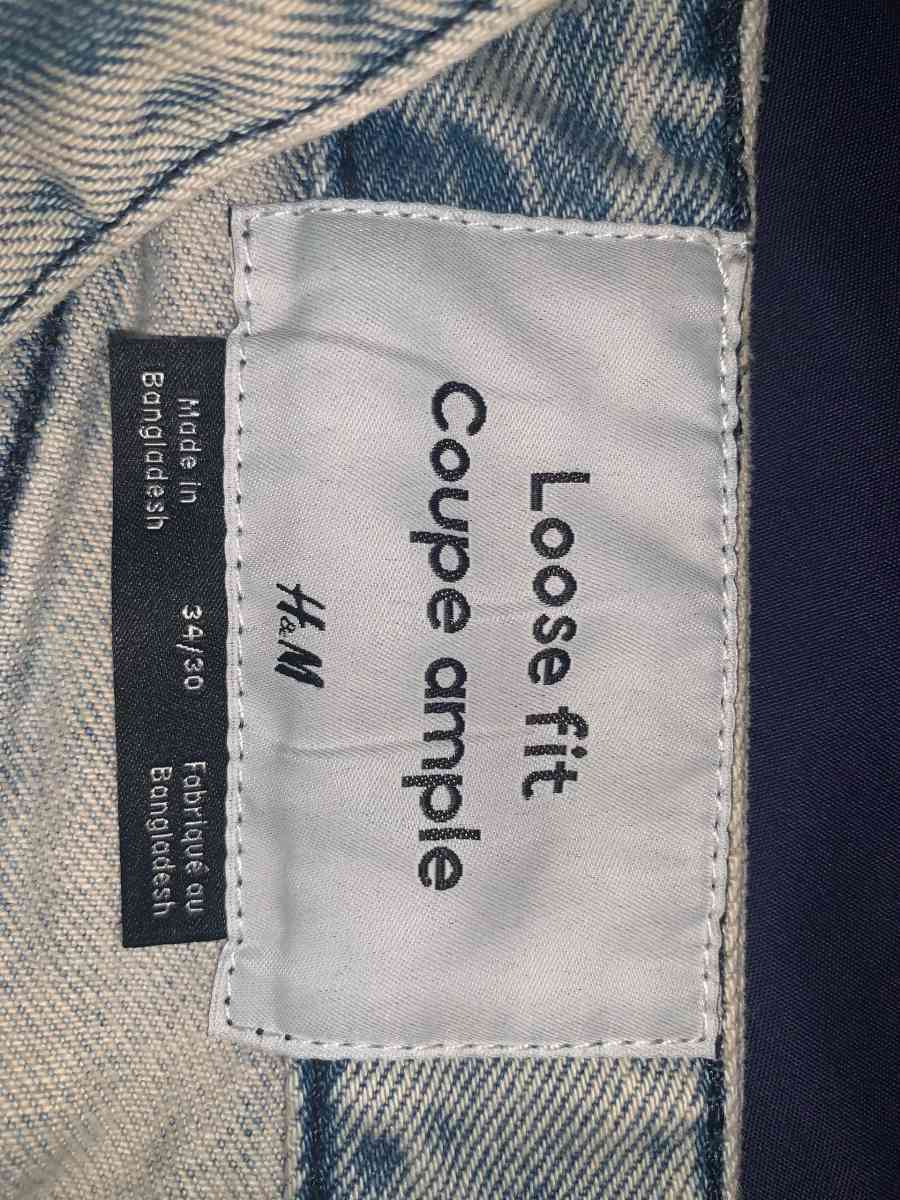 Loose fit
Coupe ample
H&M
Made in
Bangladesh
34/30
Fabriqué au
Bangladesh